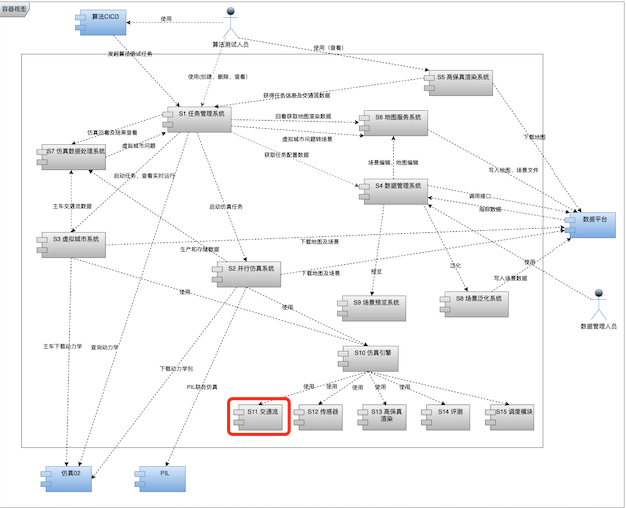 容器视图
算法CICD
使用
算法测试人员
发起算法测试任务
使用（查看）
使用(创建、删除、查看)
S5 高保真渲染系统
获得任务信息及交通流数据
S1 任务管理系统
回看获取地图渲染数据
S6 地图服务系统
下载地图
仿真回看及结果查看
虚拟城市问题
虚拟城市问题转场景
S7 仿真数据处理系统
获取任务配置数据
场景编辑、地图编辑
写入地图、场景文件
启动任务、查看实时运行
S4 数据管理系统
调用接口
主车交通流数据
启动仿真任务
数据平台
S3 虚拟城市系统
下载地图及场景
生产和存储数据
S2 并行仿真系统
下载地图及场景
预览
泛化
使用
写入场景数据
使用
使用
S9 场景预览系统
S8 场景泛化系统
数据管理人员
主车下载动力学
查询动力学
S10 仿真引擎
下载动力学包
PIL联合仿真
使用
使用
使用
使用
使用
S11 交通流
S12 传感器
S13 高保真
渲染
S14 评测
S15 调度模块
仿真02
PIL